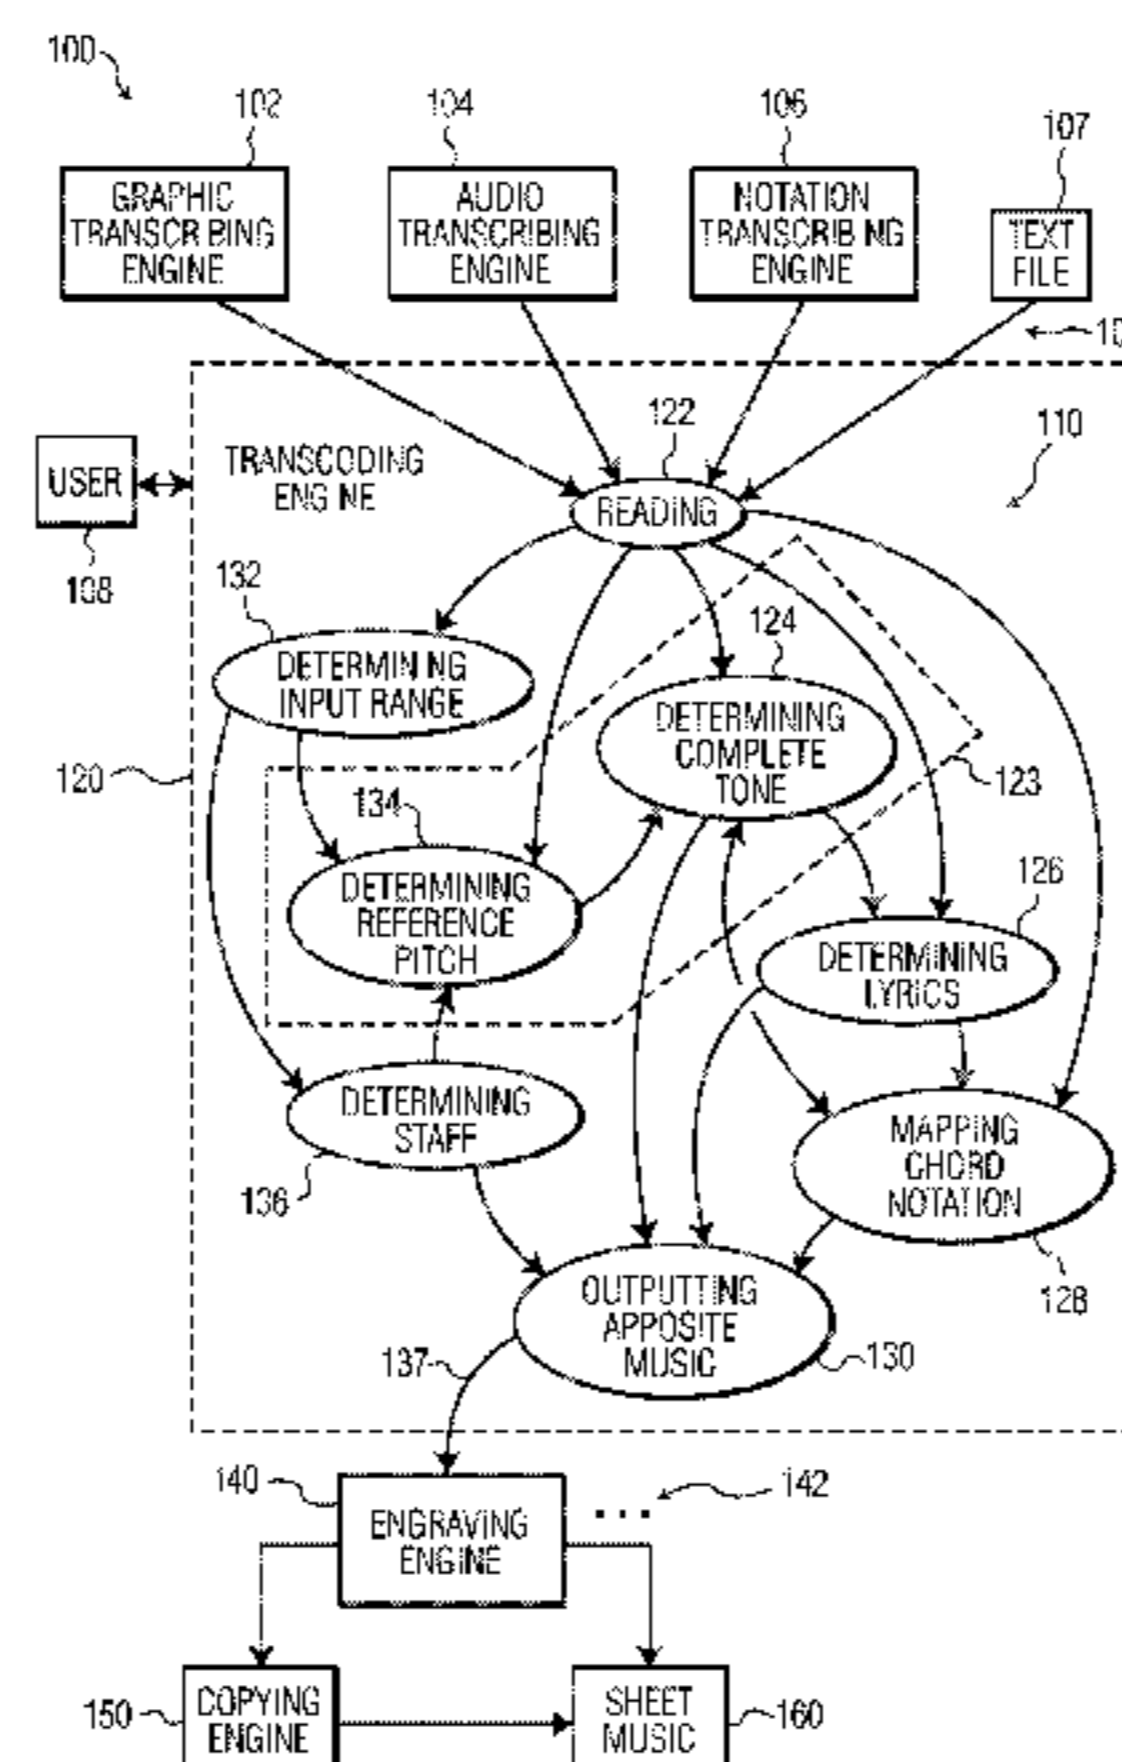 100
102
104
106
107
GRAPHIC
TRANSCRIBING
ENGINE
AUDIO
TRANSCRIBING
ENGINE
NOTATION
TRANSCRIBING
ENGINE
TEXT
FILE
122
110
USER
108
TRANSCODING
ENGINE
READING
132
DETERMINING
INPUT RANGE
124
DETERMINING
COMPLETE
TONE
120
123
134
DETERMINING
REFERENCE
PITCH
126
DETERMINING
LYRICS
DETERMINING
STAFF
136
MAPPING
CHORD
NOTATION
128
OUTPUTTING
APPOSITE
MUSIC
130
137
140
142
ENGRAVING
ENGINE
150
COPYING
ENGINE
SHEET
MUSIC
160